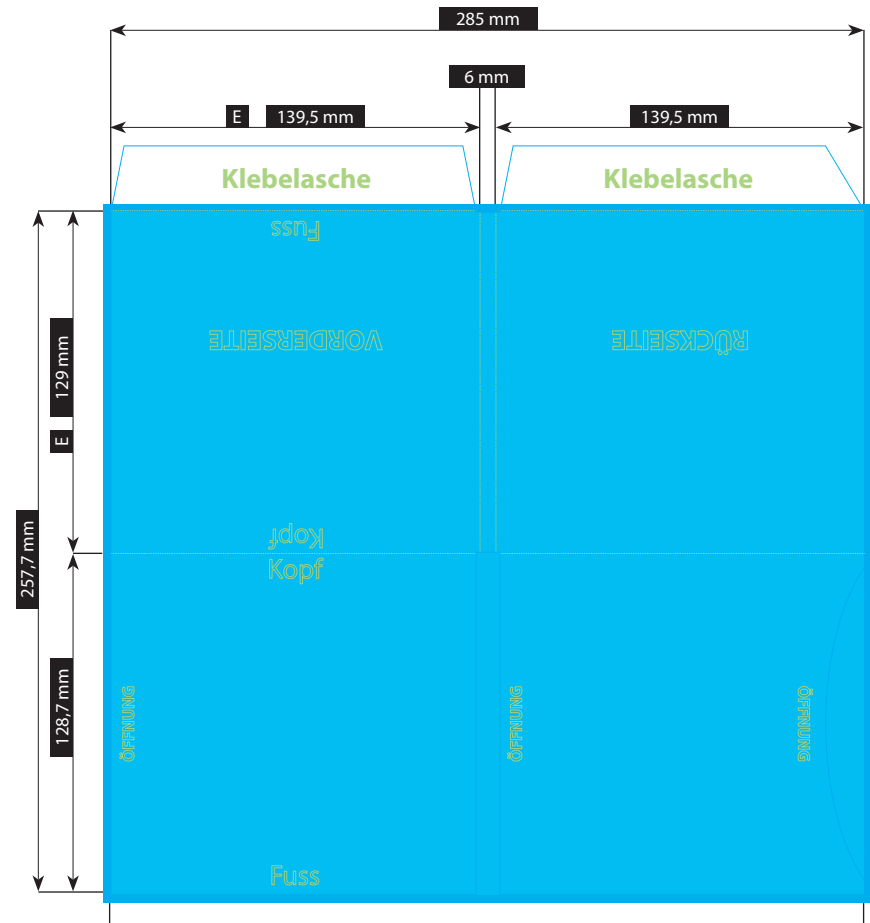 285 mm
6 mm
E 139,5 mm
139,5 mm
Klebelasche
Klebelasche
Fuss
VORDERSEITE
RÜCKSEITE
129 mm
E
257,7 mm
Kopf
Kopf
128,7 mm
ÖFFNUNG
ÖFFNUNG
ÖFFNUNG
Fuss